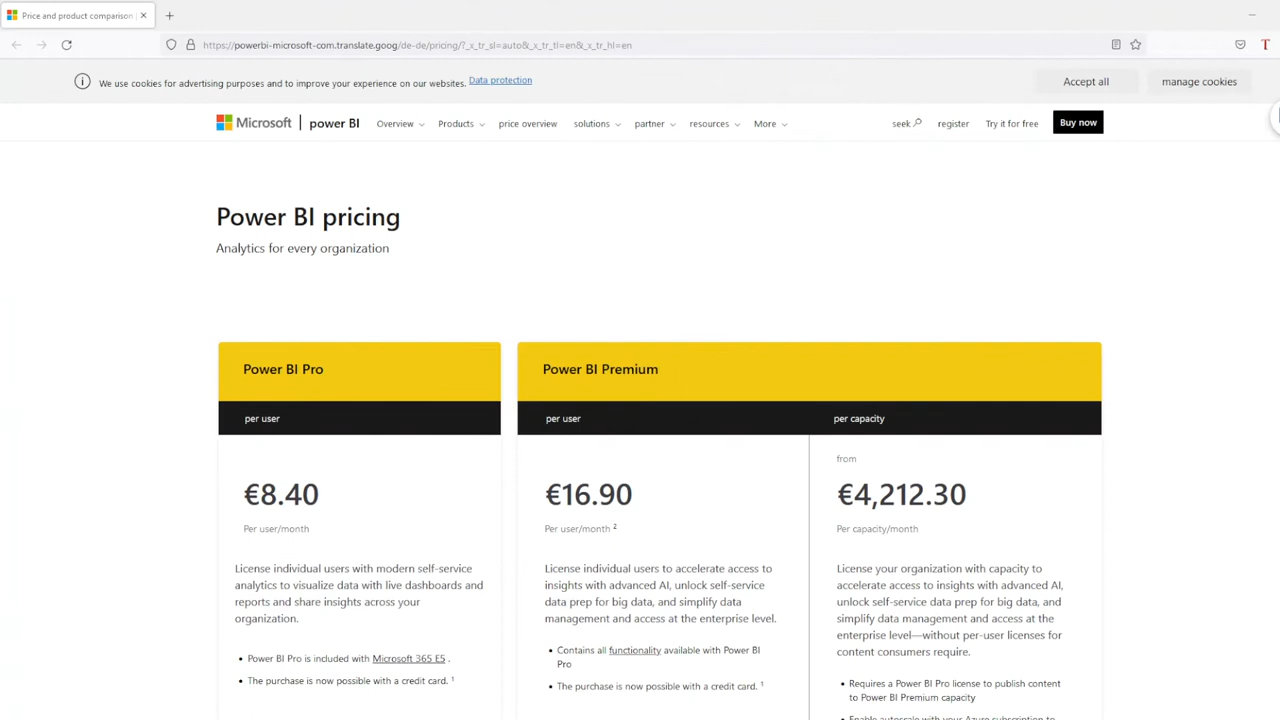 Price and product comparison |
https://powerbi-microsoft-com.translate.goog/de-de/pricing/?_x_tr_sl=auto&_x_tr_tl=en&_x_tr_hl=en
T
We use cookies for advertising purposes and to improve your experience on our websites. Data protection
Accept all
manage cookies
Microsoft | power BI
Overview
Products
price overview
solutions
partner
resources
More
seek
register
Try it for free
Buy now
Power BI pricing
Analytics for every organization
Power BI Pro
per user
€8.40
Per user/month
License individual users with modern self-service
analytics to visualize data with live dashboards and
reports and share insights across your
organization.
• Power BI Pro is included with Microsoft 365 E5 .
• The purchase is now possible with a credit card. 1
Power BI Premium
per user
€16.90
Per user/month 2
License individual users to accelerate access to
insights with advanced AI, unlock self-service
data prep for big data, and simplify data
management and access at the enterprise level.
• Contains all functionality available with Power BI
Pro
• The purchase is now possible with a credit card. 1
per capacity
from
€4,212.30
Per capacity/month
License your organization with capacity to
accelerate access to insights with advanced AI,
unlock self-service data prep for big data, and
simplify data management and access at the
enterprise level—without per-user licenses for
content consumers require.
• Requires a Power BI Pro license to publish content
to Power BI Premium capacity
• Enable autoscale with your Azure subscription to